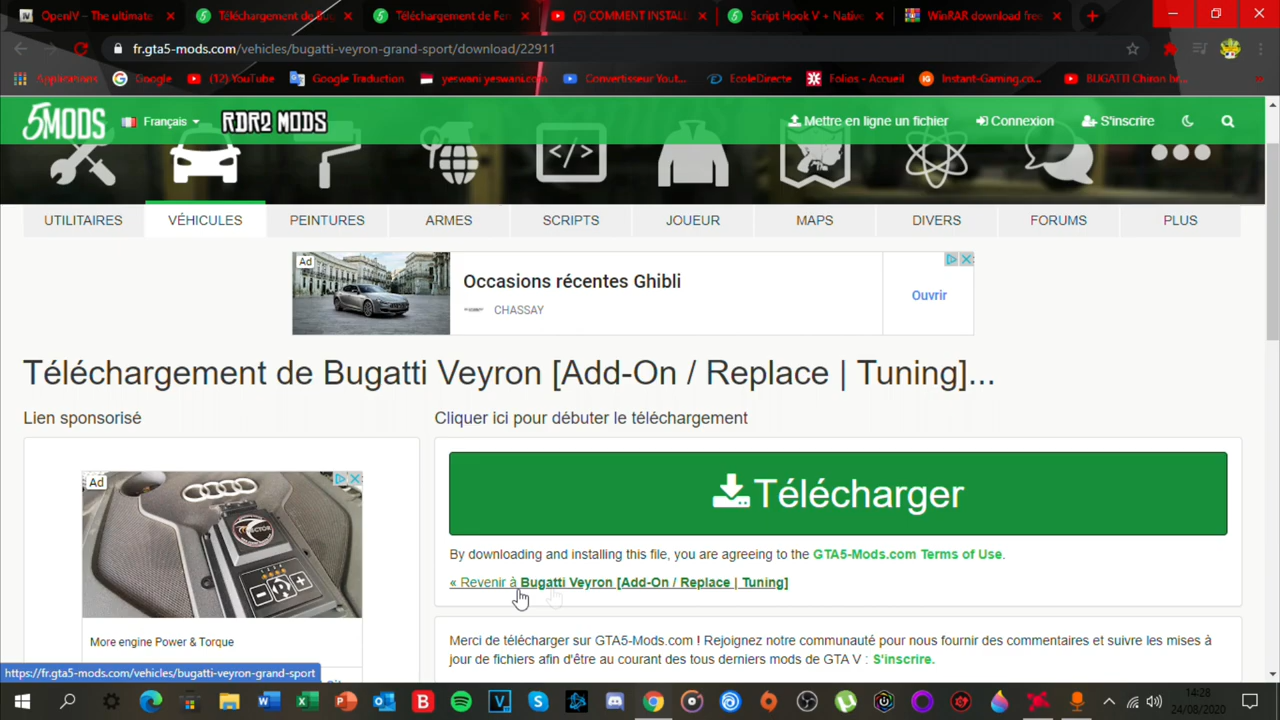 OpenIV – The ultimate
Téléchargement de Bu
Téléchargement de Fer
(5) COMMENT INSTAL
Script Hook V + Native
WinRAR download free
fr.gta5-mods.com/vehicles/bugatti-veyron-grand-sport/download/22911
Applications
Google
(12) YouTube
Google Traduction
yeswani yeswani.com
Convertisseur Yout...
EcoleDirecte
Folios - Accueil
Instant-Gaming.co...
BUGATTI Chiron br...
5MODS
Français
RDR2 MODS
Mettre en ligne un fichier
Connexion
S'inscrire
UTILITAIRES
VÉHICULES
PEINTURES
ARMES
SCRIPTS
JOUEUR
MAPS
DIVERS
FORUMS
PLUS
Ad
Occasions récentes Ghibli
CHASSAY
Ouvrir
Téléchargement de Bugatti Veyron [Add-On / Replace | Tuning]...
Lien sponsorisé
Cliquer ici pour débuter le téléchargement
Ad
Télécharger
By downloading and installing this file, you are agreeing to the GTA5-Mods.com Terms of Use.
« Revenir à Bugatti Veyron [Add-On / Replace | Tuning]
More engine Power & Torque
Merci de télécharger sur GTA5-Mods.com ! Rejoignez notre communauté pour nous fournir des commentaires et suivre les mises à
jour de fichiers afin d'être au courant des tous derniers mods de GTA V : S'inscrire.
https://fr.gta5-mods.com/vehicles/bugatti-veyron-grand-sport
14:28
24/08/2020